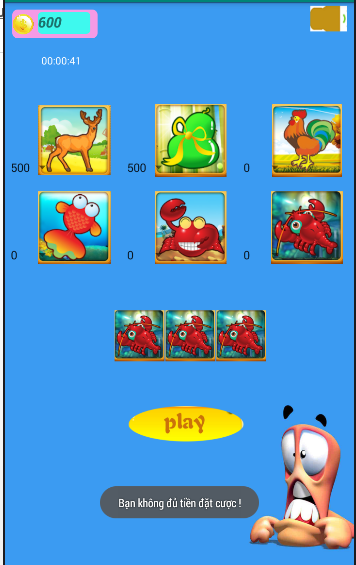 600
00:00:41
500 500 0
0 0 0
play
Bạn không đủ tiền đặt cược !